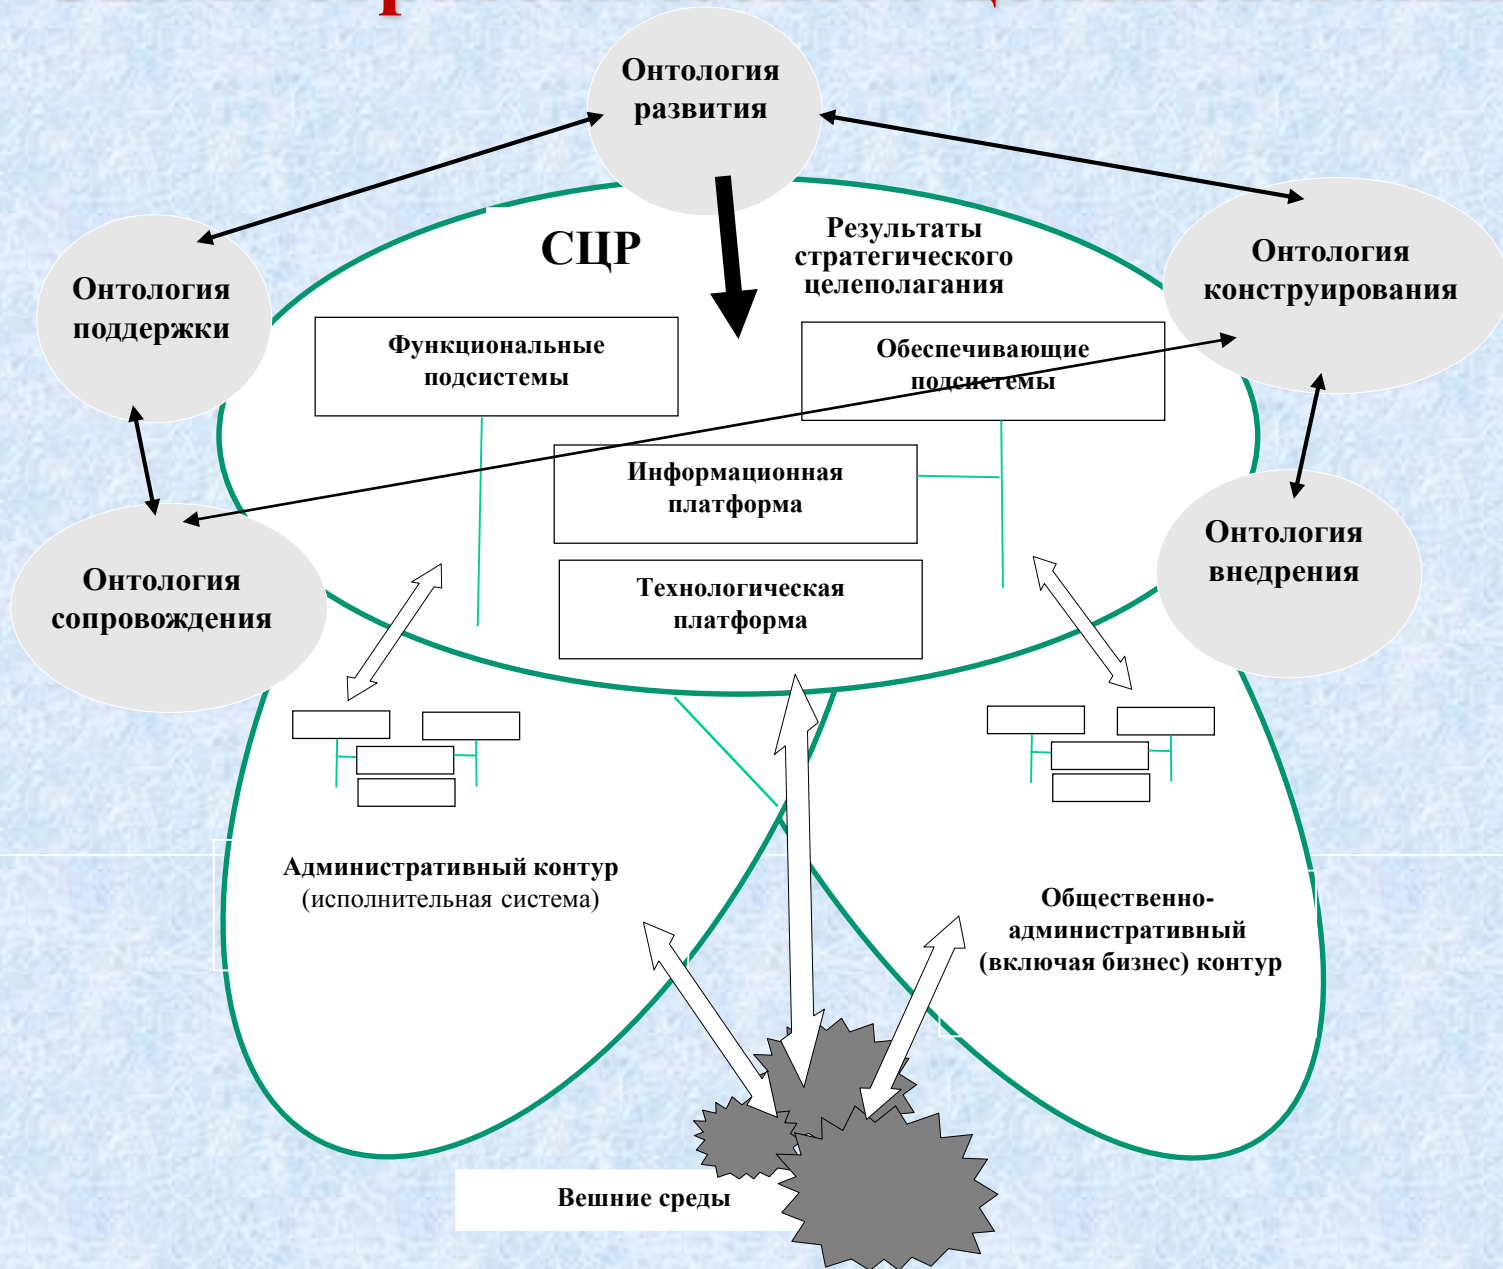 Онтология
развития
СЦР
Результаты
стратегического
целеполагания
Онтология
поддержки
Онтология
конструирования
Функциональные
подсистемы
Обеспечивающие
подсистемы
Информационная
платформа
Онтология
внедрения
Онтология
сопровождения
Технологическая
платформа
Административный контур
(исполнительная система)
Общественно-
административный
(включая бизнес) контур
Вешние среды